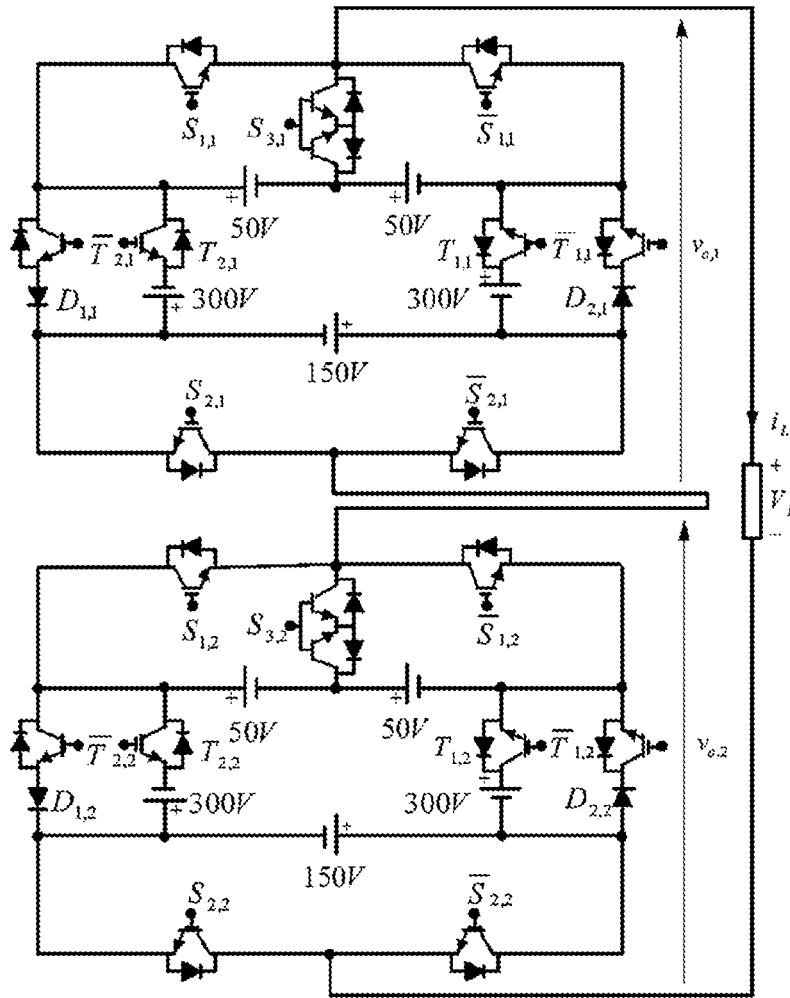 S1,1
S̅1,1
S3,1
+
+
50V
50V
T̅2,1
T2,1
T1,1
T̅1,1
vo,1
D1,1
300V
+
+
300V
D2,1
+
150V
S2,1
S̅2,1
iL
+
...
S1,2
S̅1,2
S3,2
+
+
50V
50V
T̅2,2
T2,2
T1,2
T̅1,2
vo,2
D1,2
300V
+
+
300V
D2,2
+
150V
S2,2
S̅2,2